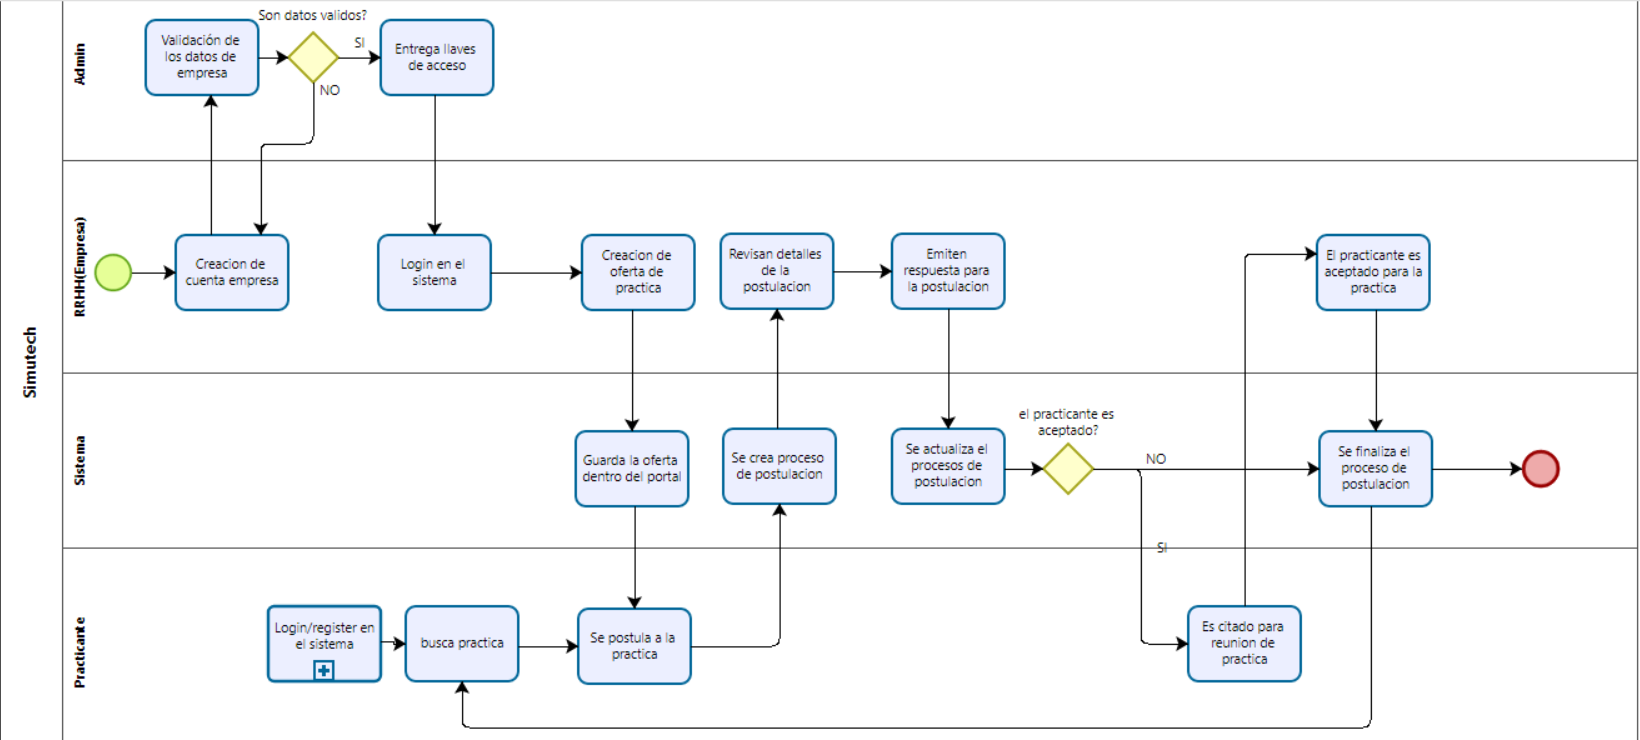 Simutech
Admin
Validación de
los datos de
empresa
Son datos validos?
SI
NO
Entrega llaves
de acceso
RRHH(Empresa)
Creacion de
cuenta empresa
Login en el
sistema
Creacion de
oferta de
practica
Revisan detalles
de la
postulacion
Emiten
respuesta para
la postulacion
El practicante es
aceptado para la
practica
Sistema
Guarda la oferta
dentro del portal
Se crea proceso
de postulacion
Se actualiza el
procesos de
postulacion
el practicante es
aceptado?
NO
SI
Se finaliza el
proceso de
postulacion
Practicante
Login/register en
el sistema
busca practica
Se postula a la
practica
Es citado para
reunion de
practica